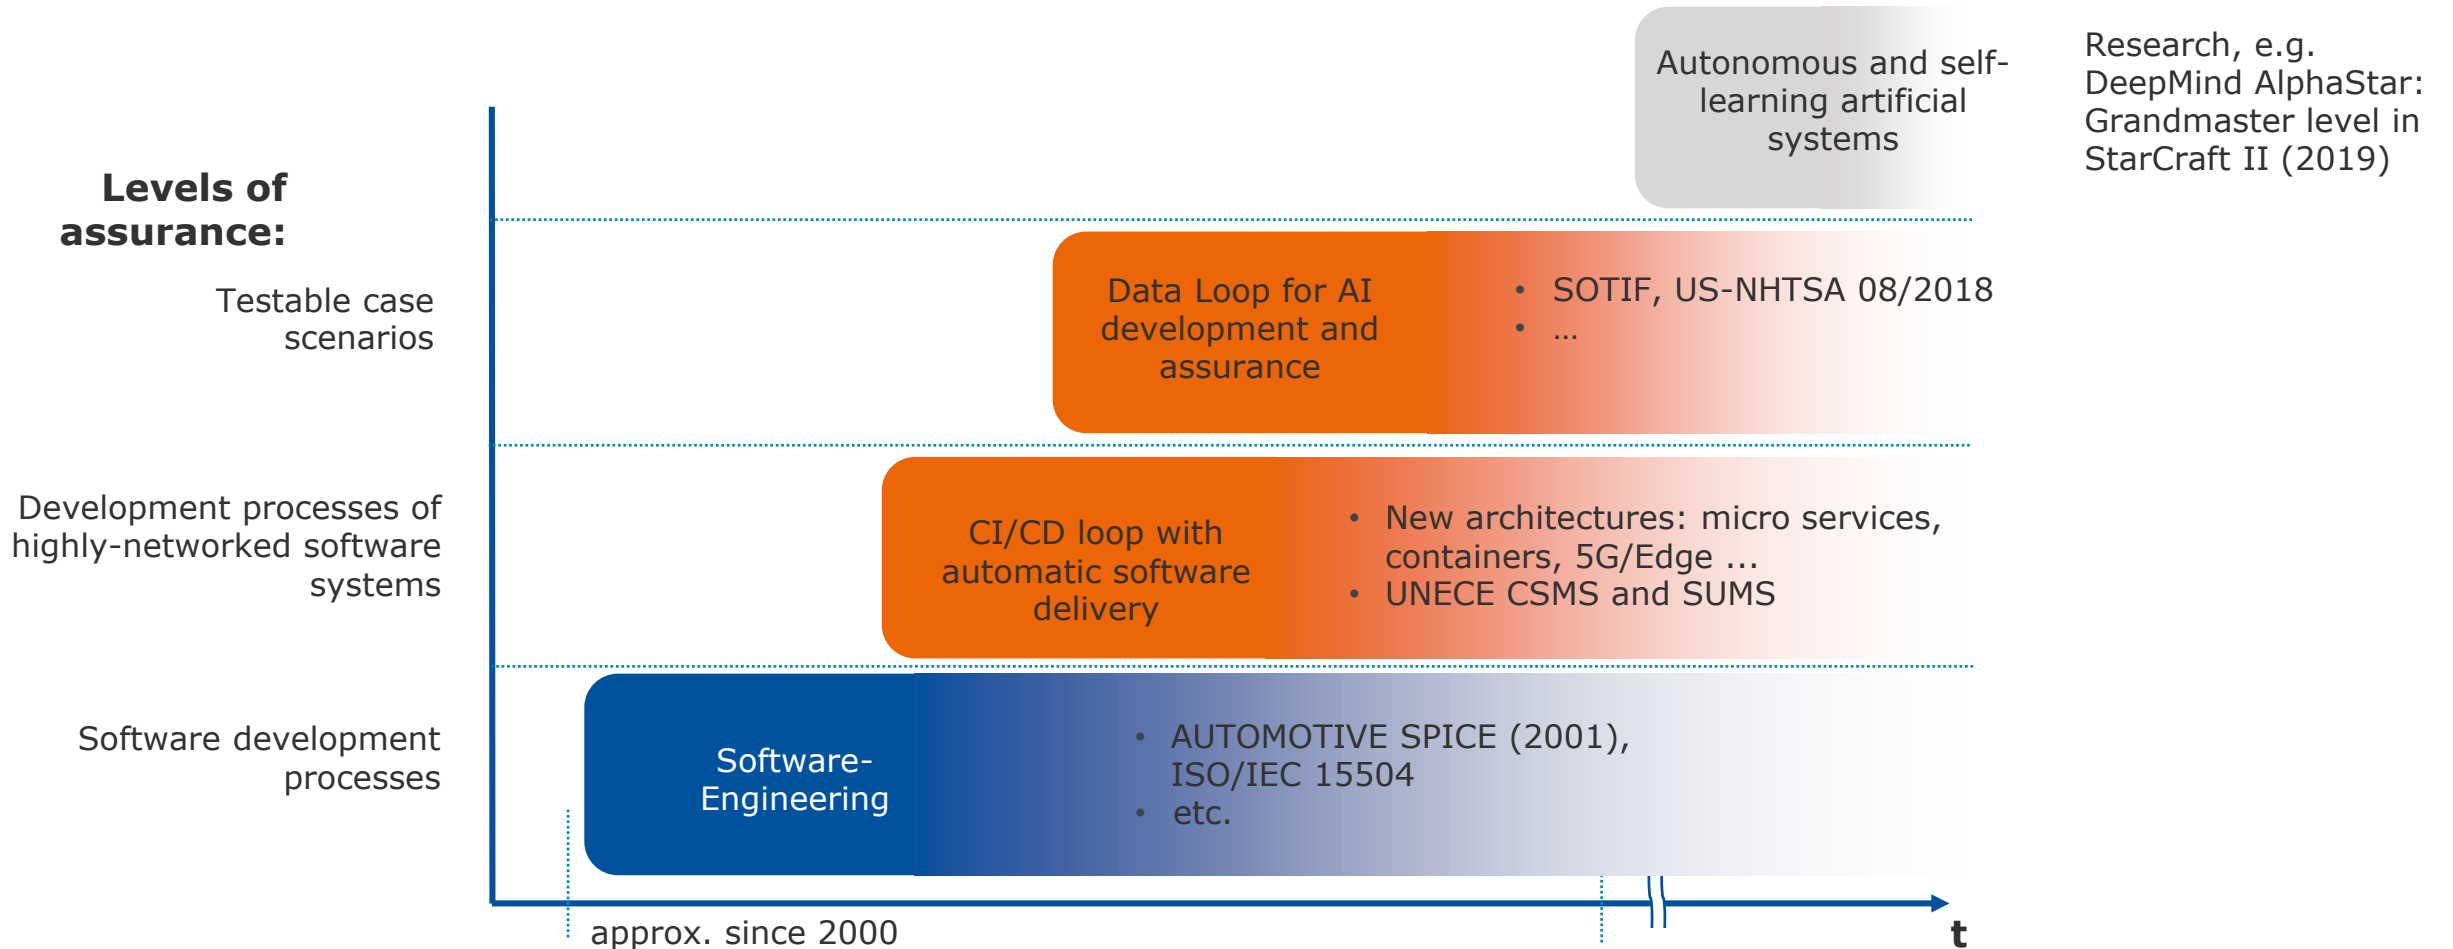 Autonomous and self-
learning artificial
systems
Research, e.g.
DeepMind AlphaStar:
Grandmaster level in
StarCraft II (2019)
Levels of
assurance:
Testable case
scenarios
Data Loop for AI
development and
assurance
• SOTIF, US-NHTSA 08/2018
• …
Development processes of
highly-networked software
systems
CI/CD loop with
automatic software
delivery
• New architectures: micro services,
containers, 5G/Edge …
• UNECE CSMS and SUMS
Software development
processes
Software-
Engineering
• AUTOMOTIVE SPICE (2001),
ISO/IEC 15504
• etc.
approx. since 2000
t